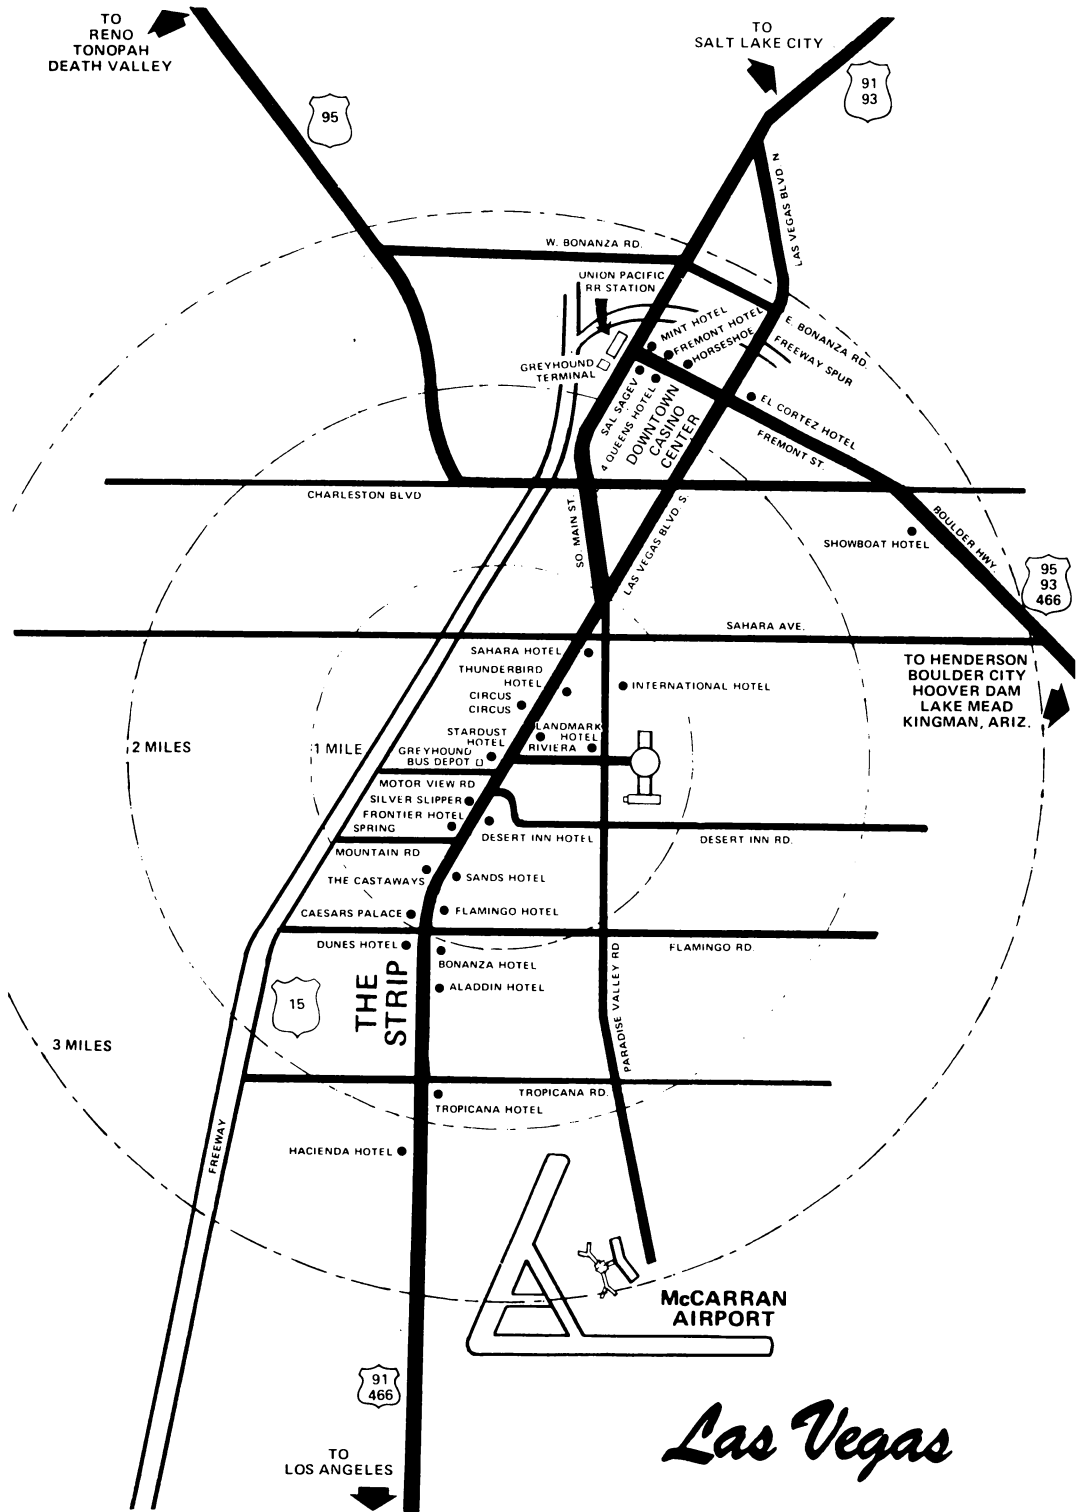 TO
RENO
TONOPAH
DEATH VALLEY
TO
SALT LAKE CITY
91
93
95
LAS VEGAS BLVD. N
W. BONANZA RD.
UNION PACIFIC
RR STATION
MINT HOTEL
FREMONT HOTEL
HORSESHOE
E. BONANZA RD.
FREEWAY SPUR
GREYHOUND
TERMINAL
SAL SAGEV
4 QUEENS HOTEL
DOWNTOWN
CASINO
CENTER
EL CORTEZ HOTEL
FREMONT ST.
CHARLESTON BLVD
SO. MAIN ST.
LAS VEGAS BLVD. S.
SHOWBOAT HOTEL
BOULDER HWY.
95
93
466
SAHARA AVE.
TO HENDERSON
BOULDER CITY
HOOVER DAM
LAKE MEAD
KINGMAN, ARIZ.
SAHARA HOTEL
THUNDERBIRD
HOTEL
CIRCUS
CIRCUS
INTERNATIONAL HOTEL
STARDUST
HOTEL
LANDMARK
HOTEL
RIVIERA
2 MILES
1 MILE
GREYHOUND
BUS DEPOT
MOTOR VIEW RD
SILVER SLIPPER
FRONTIER HOTEL
SPRING
MOUNTAIN RD
DESERT INN HOTEL
DESERT INN RD.
THE CASTAWAYS
SANDS HOTEL
CAESARS PALACE
FLAMINGO HOTEL
DUNES HOTEL
FLAMINGO RD.
BONANZA HOTEL
ALADDIN HOTEL
THE
STRIP
15
PARADISE VALLEY RD
3 MILES
TROPICANA RD.
TROPICANA HOTEL
FREEWAY
HACIENDA HOTEL
McCARRAN
AIRPORT
91
466
TO
LOS ANGELES
Las Vegas